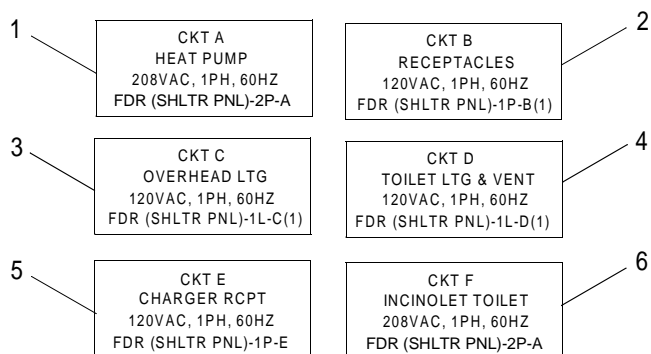 1
CKT A
HEAT PUMP
208VAC, 1PH, 60HZ
FDR (SHLTR PNL)-2P-A
2
CKT B
RECEPTACLES
120VAC, 1PH, 60HZ
FDR (SHLTR PNL)-1P-B(1)
3
CKT C
OVERHEAD LTG
120VAC, 1PH, 60HZ
FDR (SHLTR PNL)-1L-C(1)
4
CKT D
TOILET LTG & VENT
120VAC, 1PH, 60HZ
FDR (SHLTR PNL)-1L-D(1)
5
CKT E
CHARGER RCPT
120VAC, 1PH, 60HZ
FDR (SHLTR PNL)-1P-E
6
CKT F
INCINOLET TOILET
208VAC, 1PH, 60HZ
FDR (SHLTR PNL)-2P-A